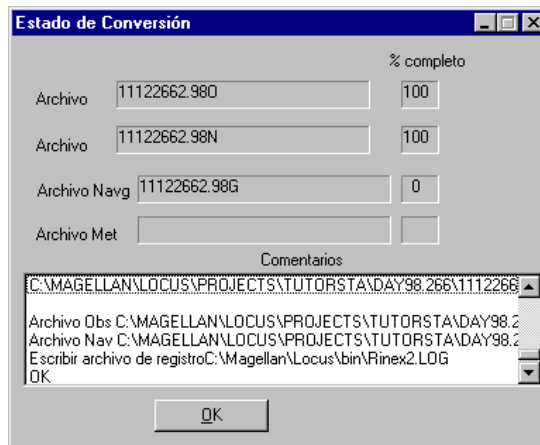 Estado de Conversión
% completo
Archivo 11122662.98O 100
Archivo 11122662.98N 100
Archivo Navg 11122662.98G 0
Archivo Met
Comentarios
C:\MAGELLAN\LOCUS\PROJECTS\TUTORSTA\DAY98.266\1112266
Archivo Obs C:\MAGELLAN\LOCUS\PROJECTS\TUTORSTA\DAY98.2
Archivo Nav C:\MAGELLAN\LOCUS\PROJECTS\TUTORSTA\DAY98.2
Escribir archivo de registroC:\Magellan\Locus\bin\Rinex2.LOG
OK
OK